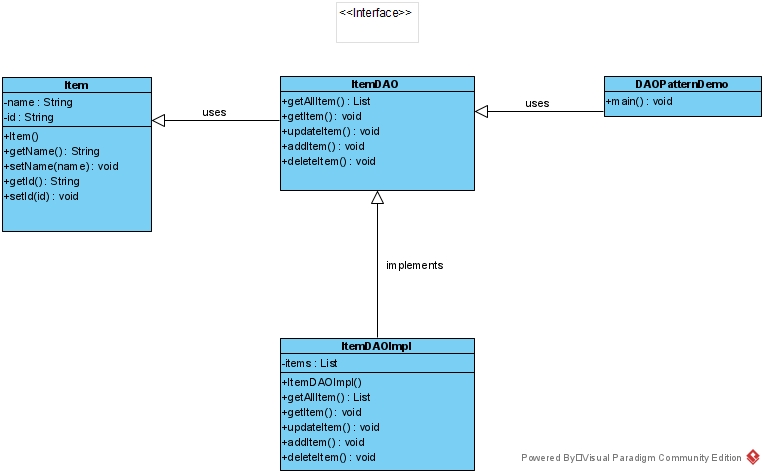 <<Interface>>
Item
-name : String
-id : String
+Item()
+getName() : String
+setName(name) : void
+getId() : String
+setId(id) : void
uses
ItemDAO
+getAllItem() : List
+getItem() : void
+updateItem() : void
+addItem() : void
+deleteItem() : void
uses
DAOPatternDemo
+main() : void
implements
ItemDAOImpl
-items : List
+ItemDAOImpl()
+getAllItem() : List
+getItem() : void
+updateItem() : void
+addItem() : void
+deleteItem() : void
Powered By□Visual Paradigm Community Edition